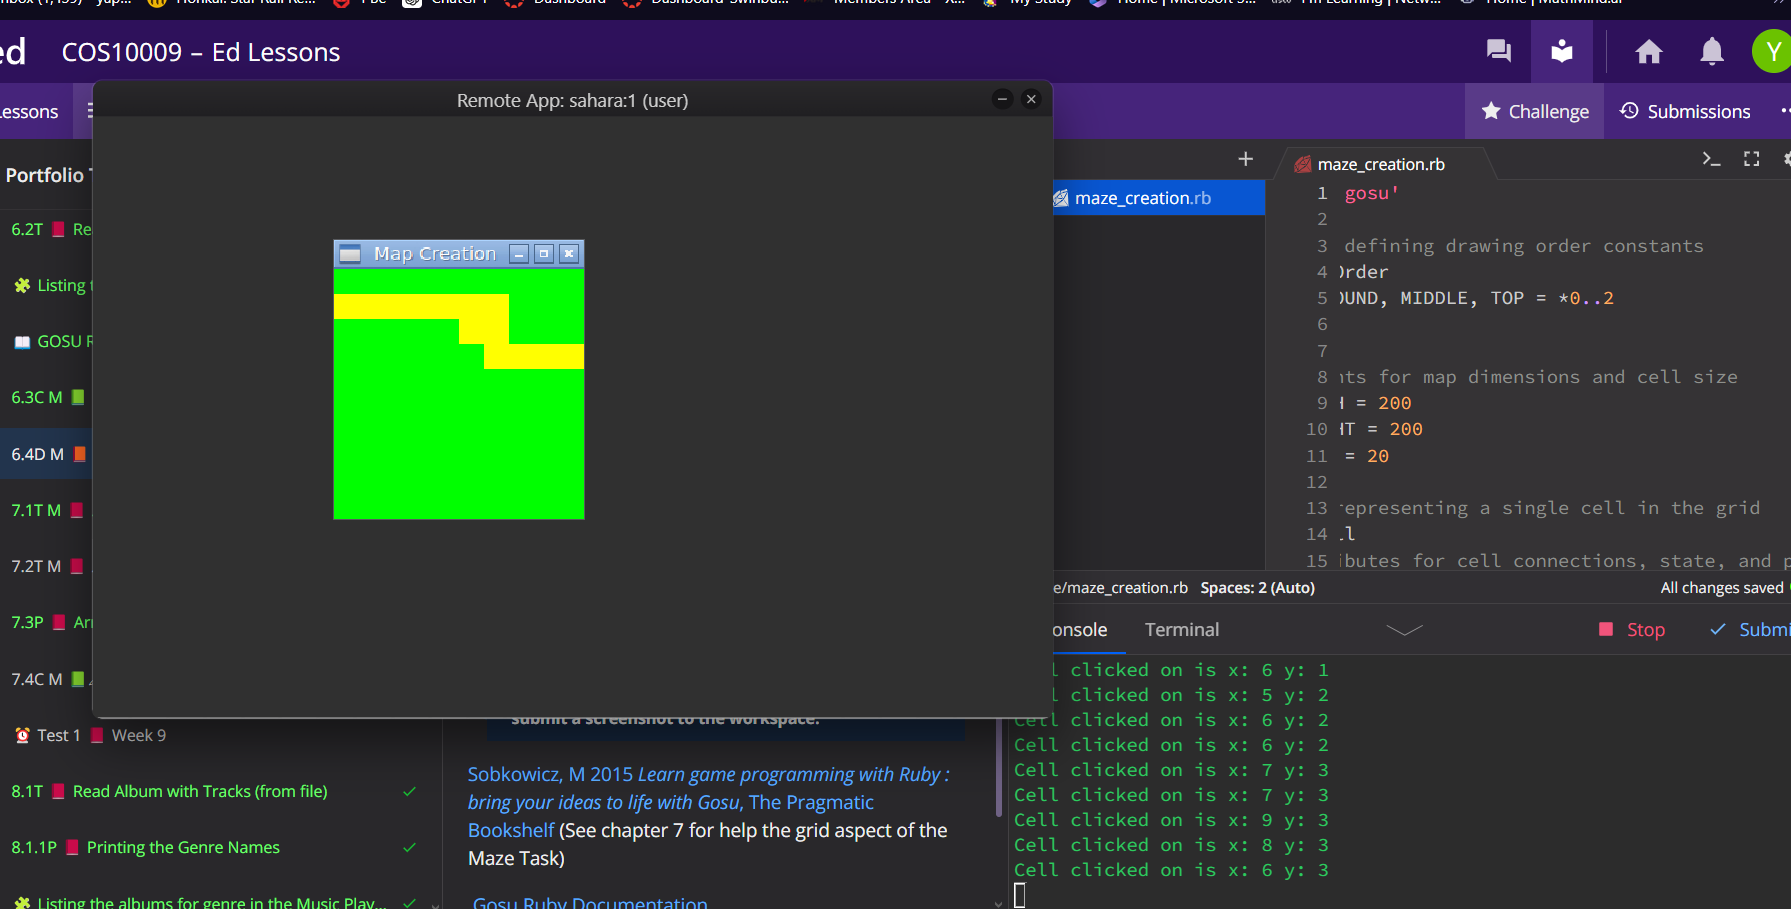 COS10009 – Ed Lessons
Challenge
Submissions
Remote App: sahara:1 (user)
Portfolio
6.2T
Listing
GOSU
6.3C M
6.4D M
7.1T M
7.2T M
7.3P
7.4C M
Test 1 Week 9
8.1T Read Album with Tracks (from file)
8.1.1P Printing the Genre Names
Listing the albums for genre in the Music Play...
Map Creation
submit a screenshot to the workspace.
Sobkowicz, M 2015 Learn game programming with Ruby :
bring your ideas to life with Gosu, The Pragmatic
Bookshelf (See chapter 7 for help the grid aspect of the
Maze Task)
Gosu Ruby Documentation
maze_creation.rb
maze_creation.rb
1 gosu'
2
3 defining drawing order constants
4 Order
5 OUND, MIDDLE, TOP = *0..2
6
7
8 nts for map dimensions and cell size
9 H = 200
10 HT = 200
11 = 20
12
13 representing a single cell in the grid
14 ll
15 ibutes for cell connections, state, and p
e/maze_creation.rb Spaces: 2 (Auto)
All changes saved
onsole
Terminal
Stop
Submi
l clicked on is x: 6 y: 1
l clicked on is x: 5 y: 2
Cell clicked on is x: 6 y: 2
Cell clicked on is x: 6 y: 2
Cell clicked on is x: 7 y: 3
Cell clicked on is x: 7 y: 3
Cell clicked on is x: 9 y: 3
Cell clicked on is x: 8 y: 3
Cell clicked on is x: 6 y: 3